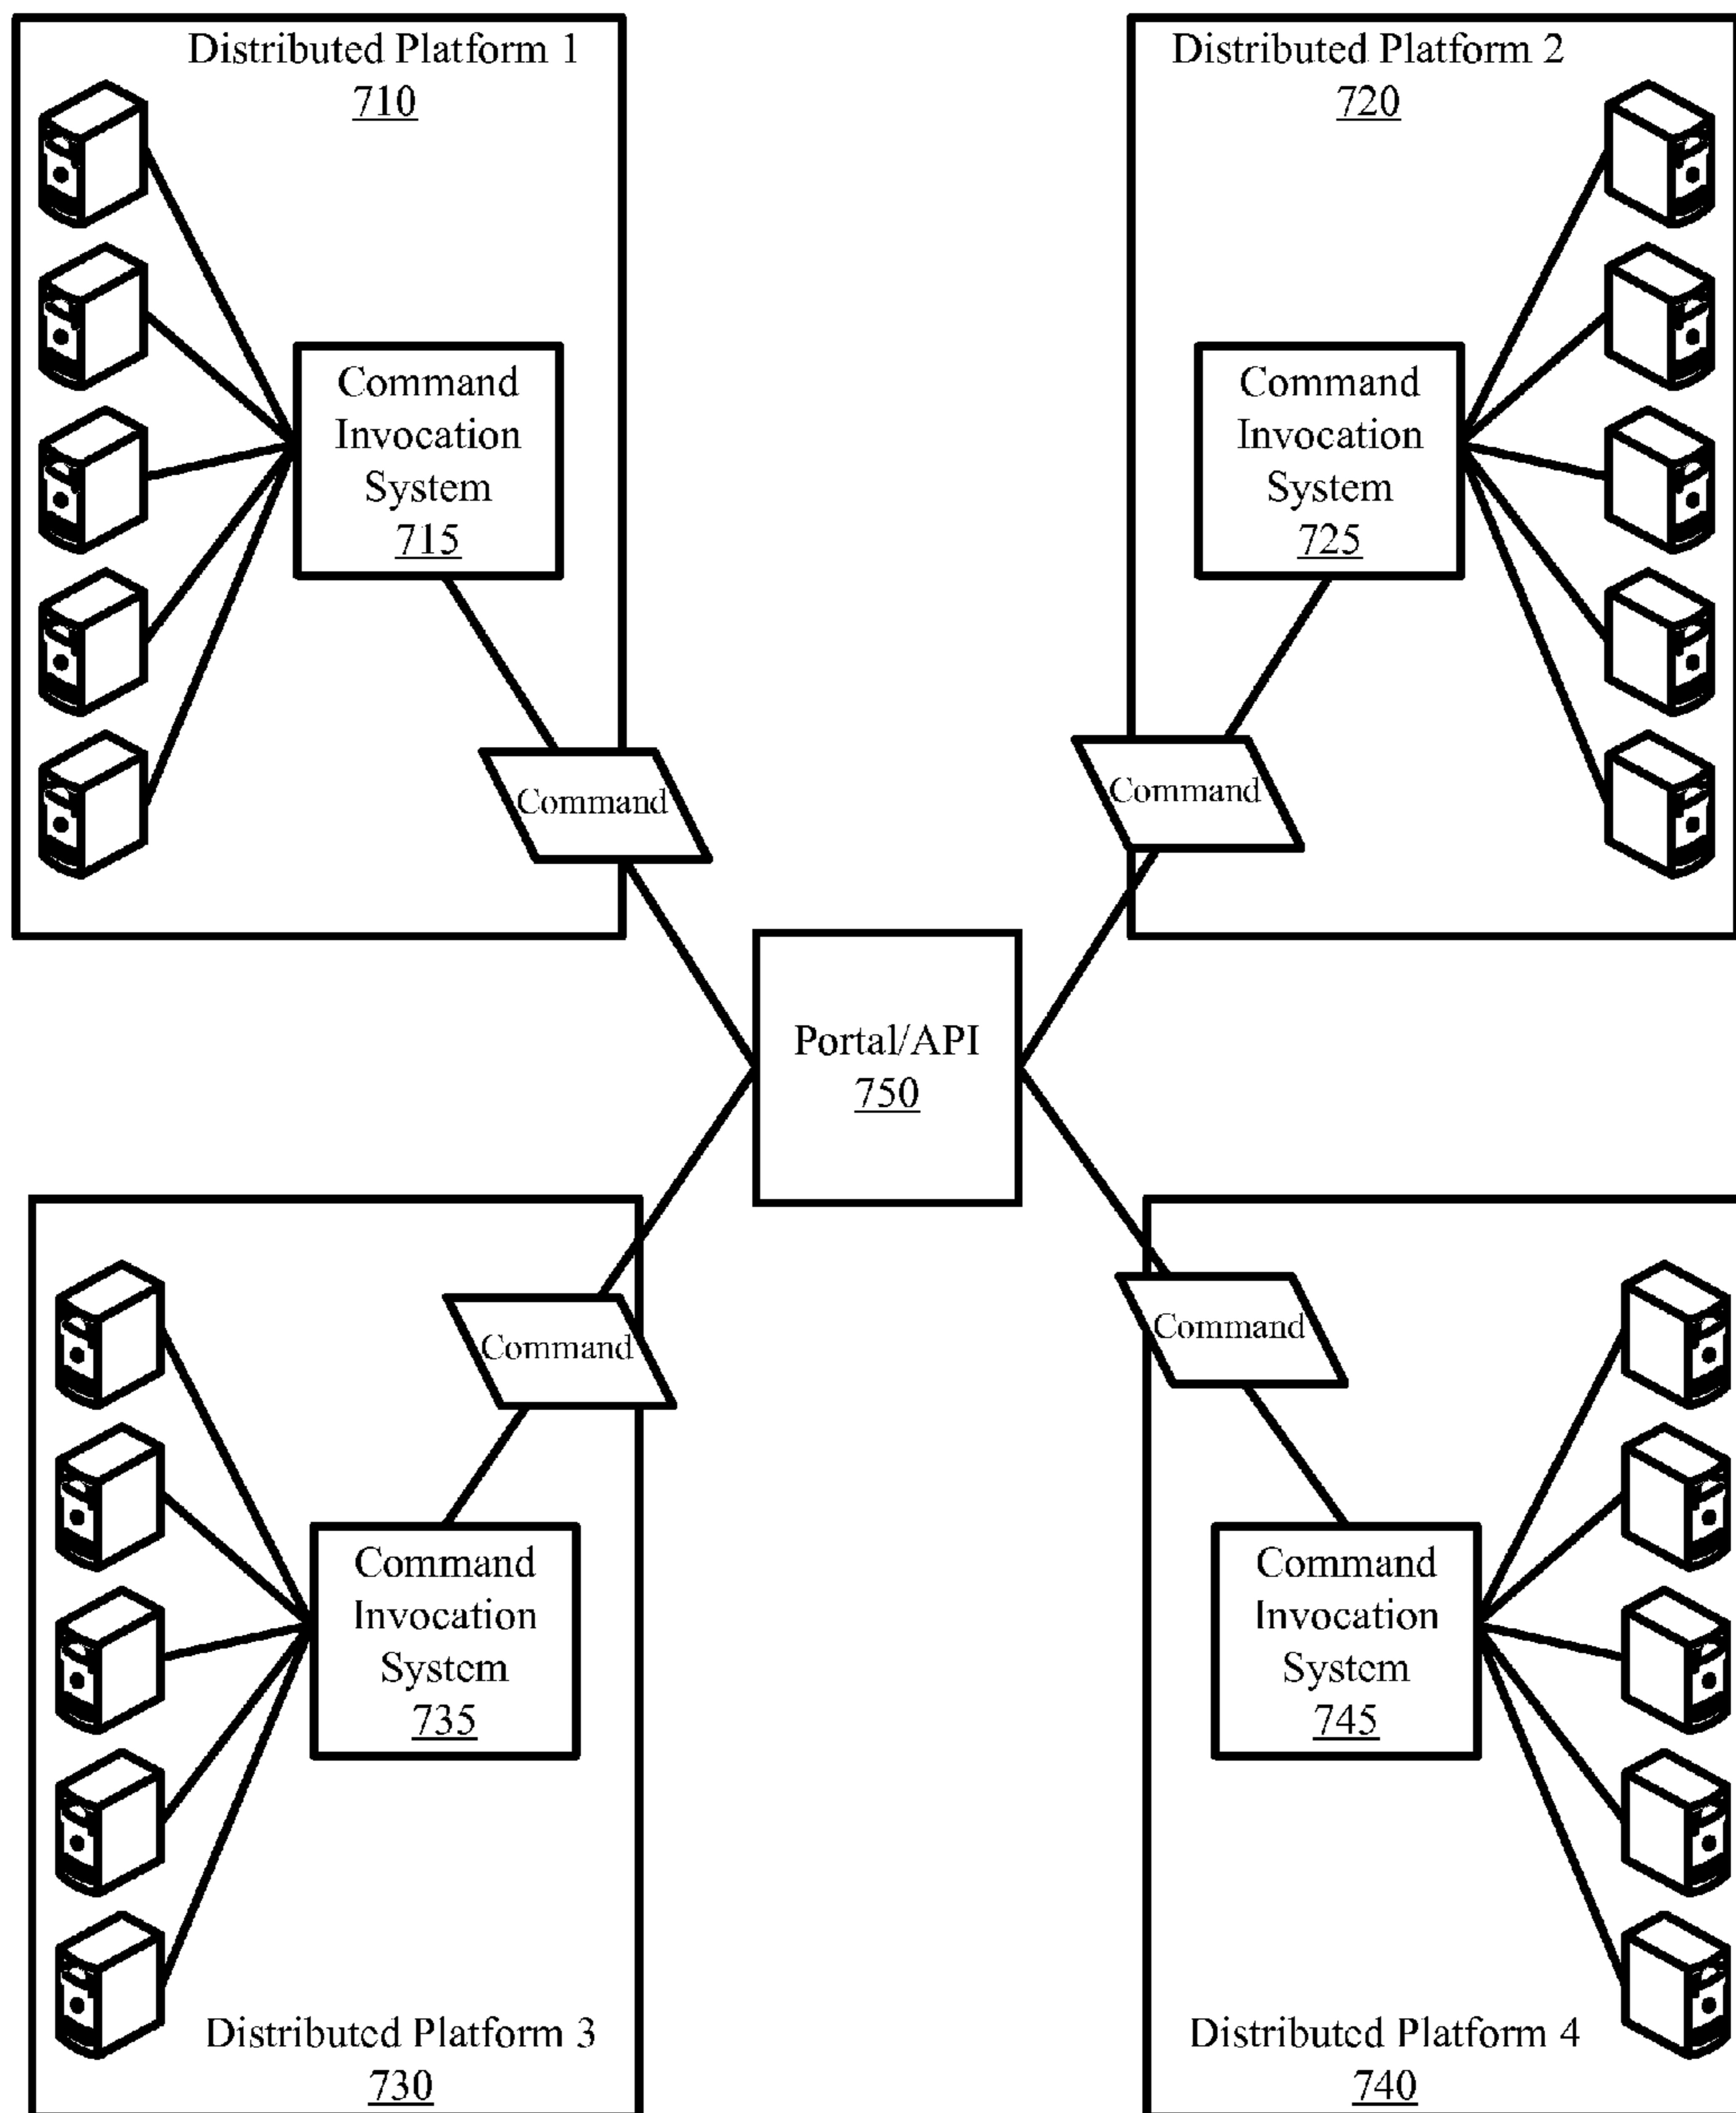 Distributed Platform 1
710
Distributed Platform 2
720
Command
Invocation
System
715
Command
Invocation
System
725
Command
Command
Portal/API
750
Command
Command
Command
Invocation
System
735
Command
Invocation
System
745
Distributed Platform 3
730
Distributed Platform 4
740